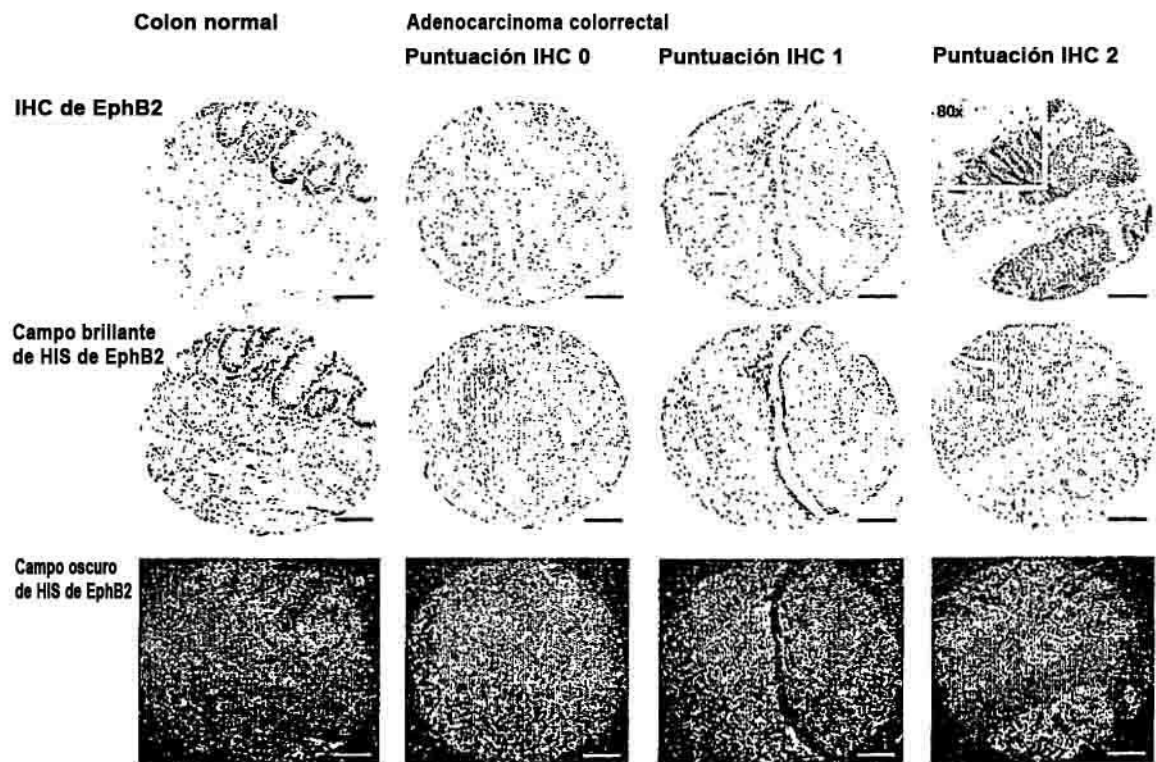 Colon normal
Adenocarcinoma colorrectal
Puntuación IHC 0
Puntuación IHC 1
Puntuación IHC 2
IHC de EphB2
80x
Campo brillante
de HIS de EphB2
Campo oscuro
de HIS de EphB2